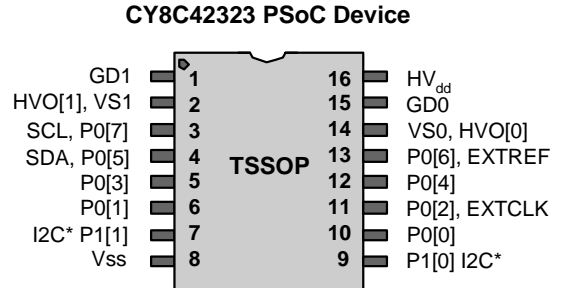 CY8C42323 PSoC Device
GD1 1 16 HVdd
HVO[1], VS1 2 15 GD0
SCL, P0[7] 3 14 VS0, HVO[0]
SDA, P0[5] 4 TSSOP 13 P0[6], EXTREF
P0[3] 5 12 P0[4]
P0[1] 6 11 P0[2], EXTCLK
I2C* P1[1] 7 10 P0[0]
Vss 8 9 P1[0] I2C*